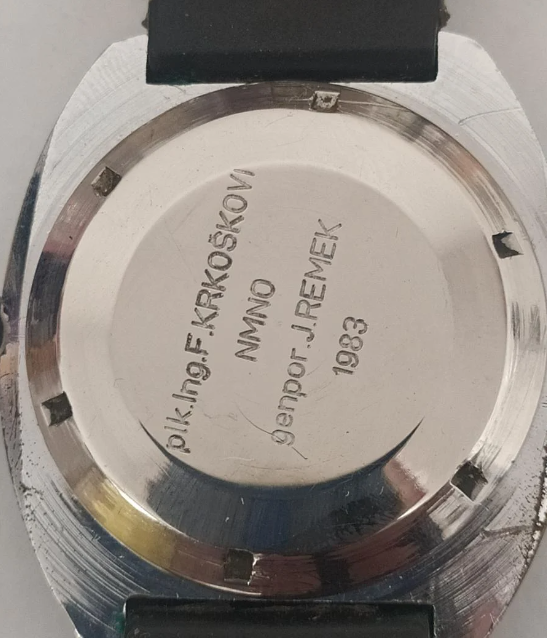 plk.Ing.F.KRKOŠKOVI
NMNO
genpor.J.REMEK
1983